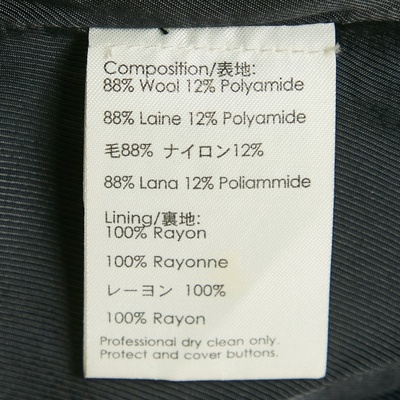 Composition/表地:
88% Wool 12% Polyamide
88% Laine 12% Polyamide
毛88% ナイロン12%
88% Lana 12% Poliammide
Lining/裏地:
100% Rayon
100% Rayonne
レーヨン 100%
100% Rayon
Professional dry clean only.
Protect and cover buttons.